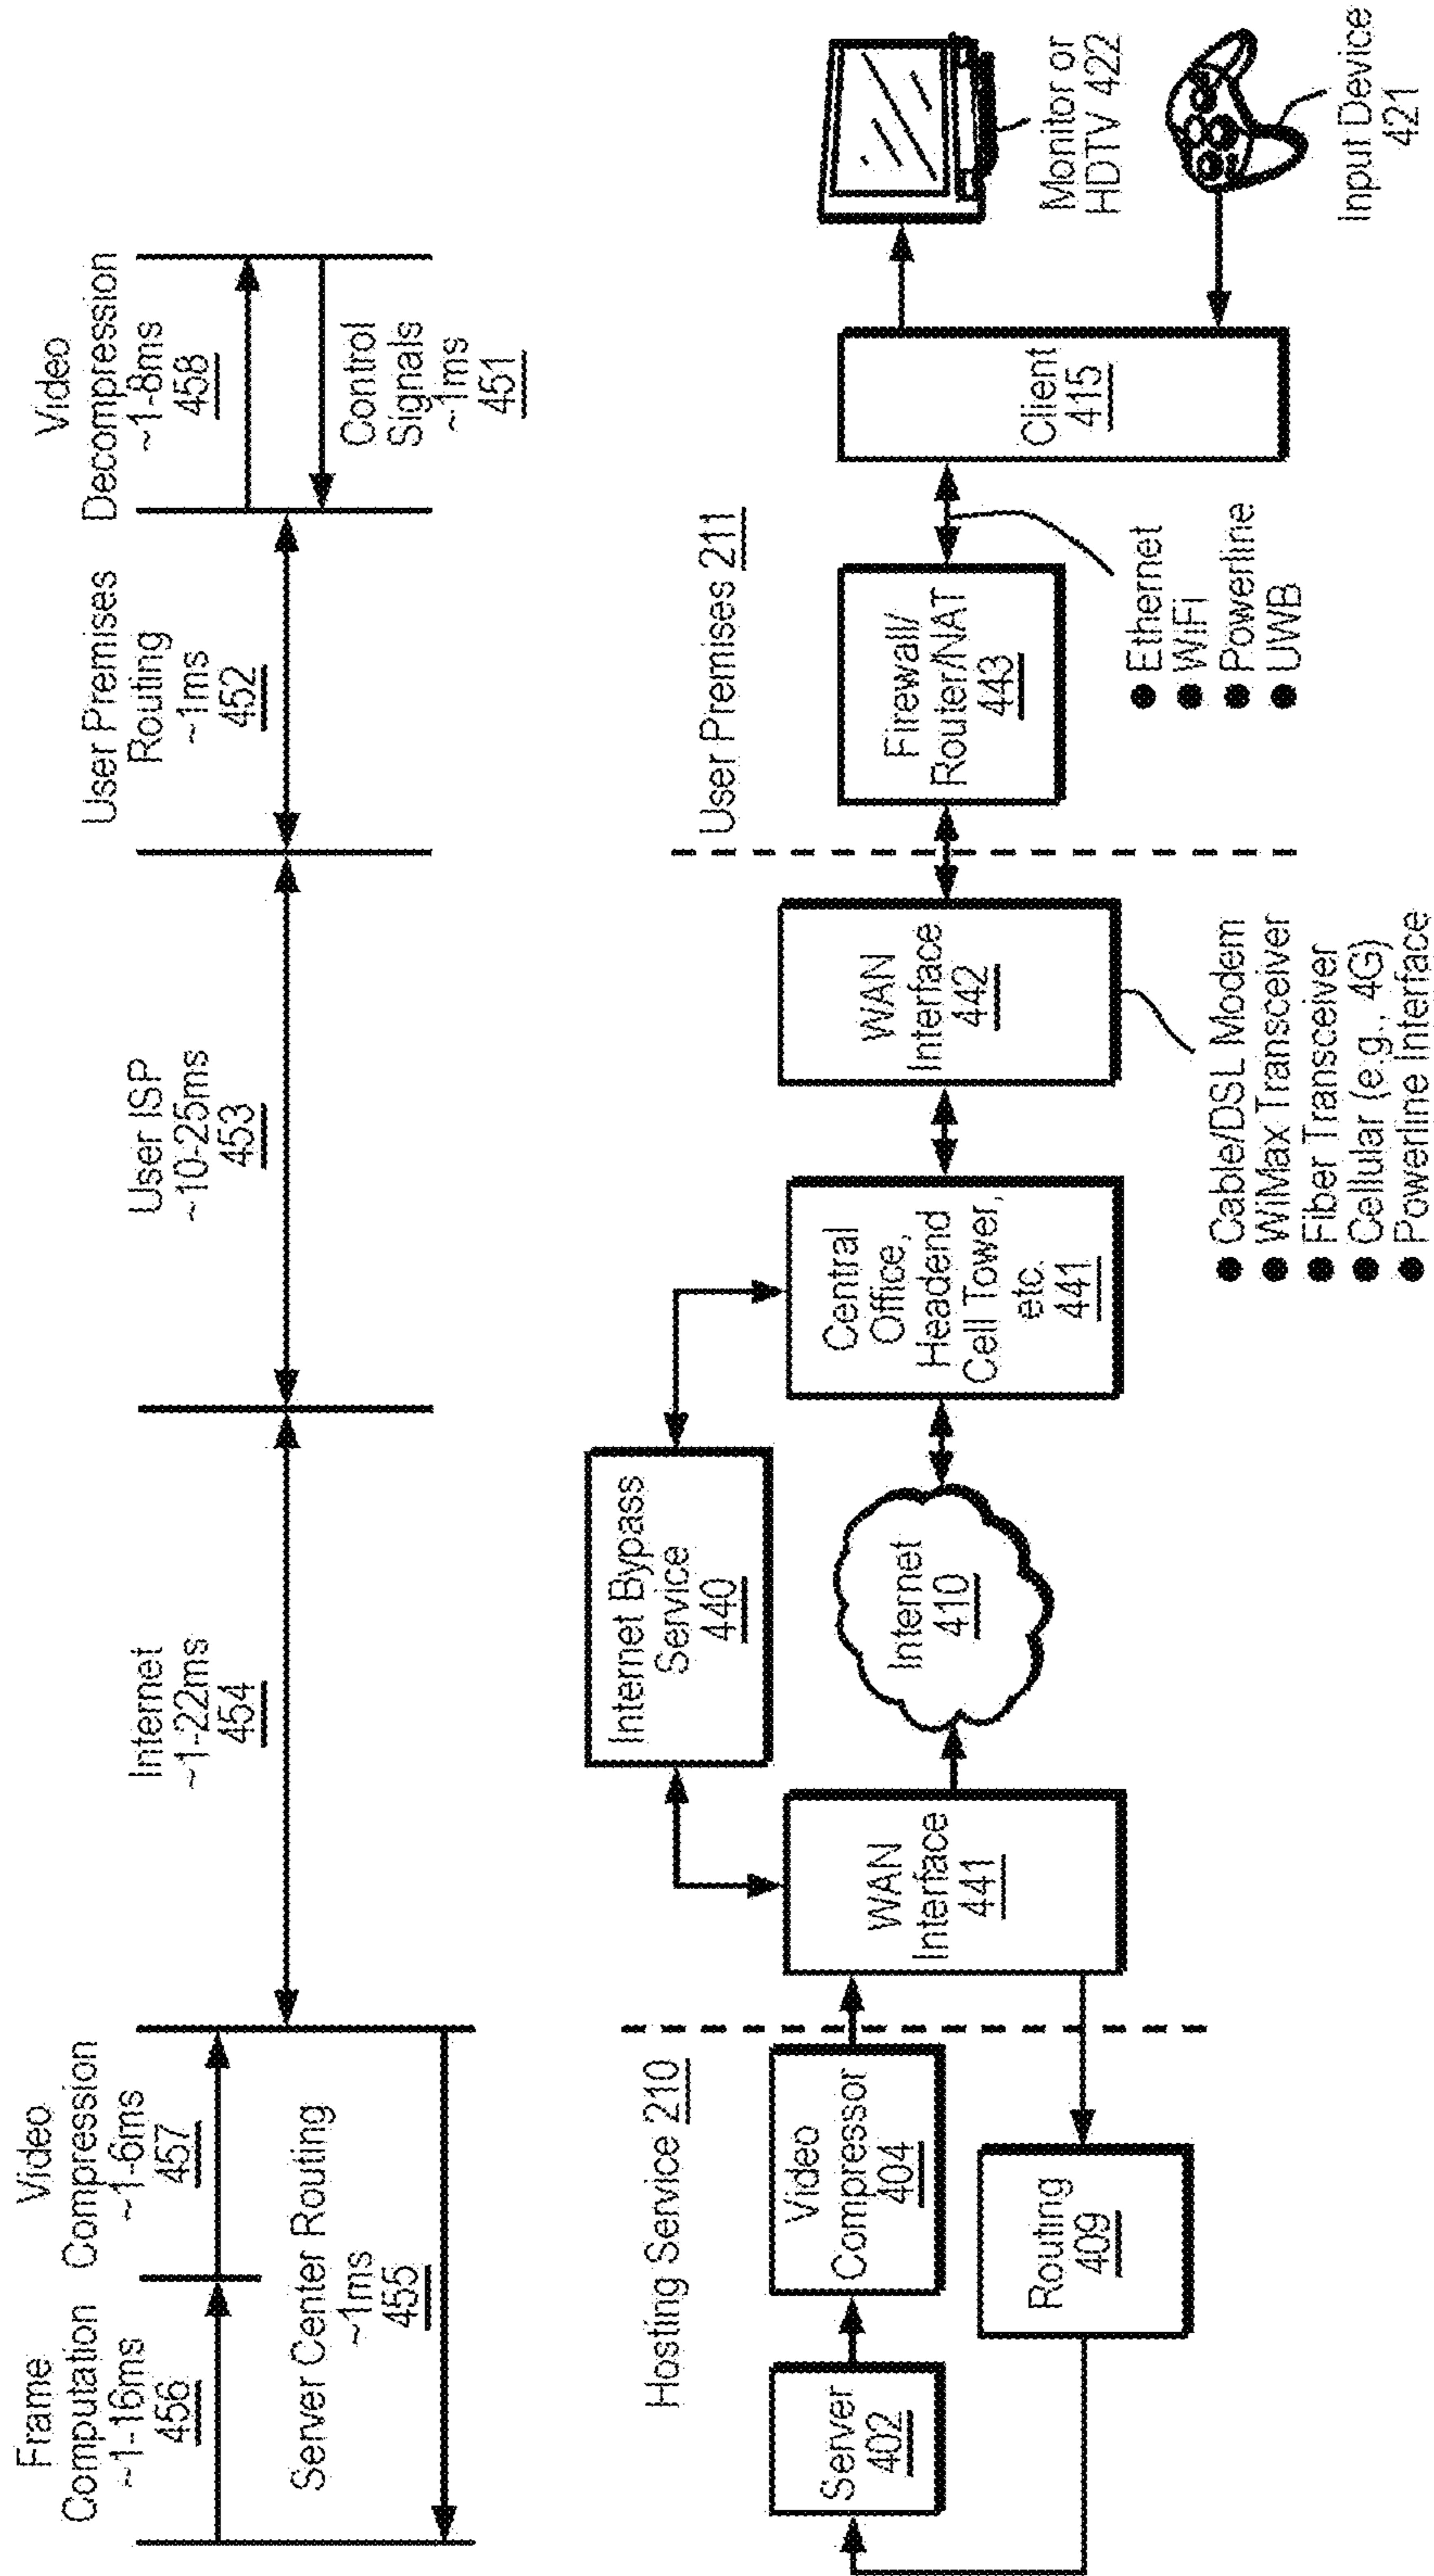 Frame
Computation
~1-16ms
456
Video
Compression
~1-6ms
457
Server Center Routing
~1ms
455
Internet
~1-22ms
454
User ISP
~10-25ms
453
User Premises
Routing
~1ms
452
Video
Decompression
~1-8ms
458
Control
Signals
~1ms
451
Hosting Service 210
Server
402
Video
Compressor
404
Routing
409
WAN
Interface
441
Internet Bypass
Service
440
Internet
410
Central
Office,
Headend
Cell Tower,
etc.
441
WAN
Interface
442
● Cable/DSL Modem
● WiMax Transceiver
● Fiber Transceiver
● Cellular (e.g., 4G)
● Powerline Interface
User Premises 211
Firewall/
Router/NAT
443
● Ethernet
● WiFi
● Powerline
● UWB
Client
415
Monitor or
HDTV 422
Input Device
421